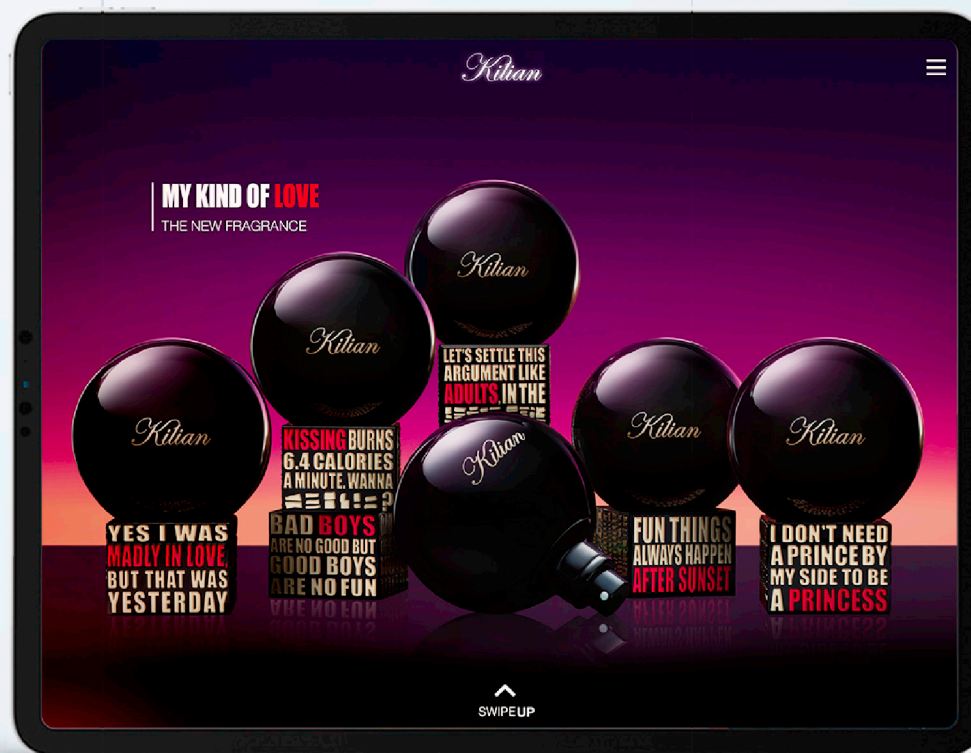 Kilian
MY KIND OF LOVE
THE NEW FRAGRANCE
Kilian
Kilian
Kilian
Kilian
Kilian
Kilian
LET'S SETTLE THIS
ARGUMENT LIKE
ADULTS, IN THE
KISSING BURNS
6.4 CALORIES
A MINUTE. WANNA
BAD BOYS
ARE NO GOOD BUT
GOOD BOYS
ARE NO FUN
YES I WAS
MADLY IN LOVE,
BUT THAT WAS
YESTERDAY
FUN THINGS
ALWAYS HAPPEN
AFTER SUNSET
I DON'T NEED
A PRINCE BY
MY SIDE TO BE
A PRINCESS
SWIPE UP